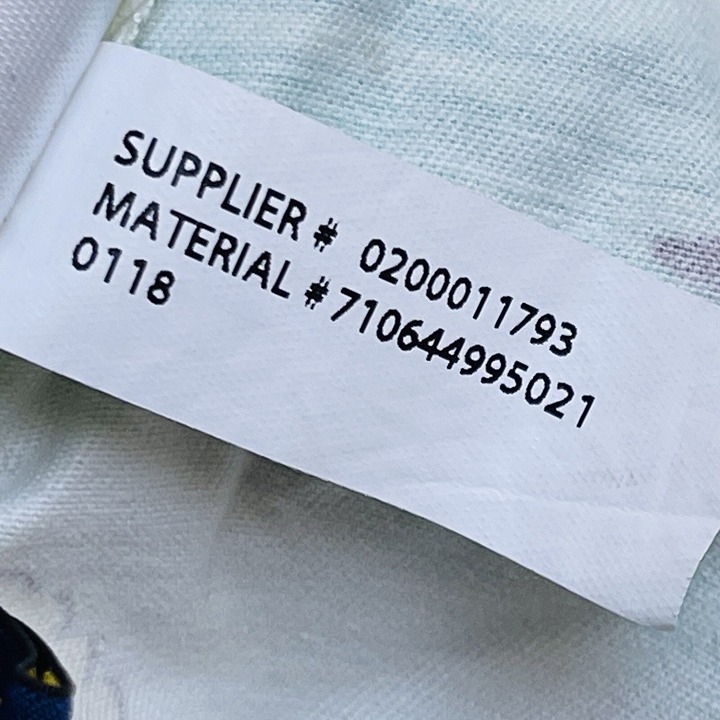 SUPPLIER # 0200011793
MATERIAL #710644995021
0118